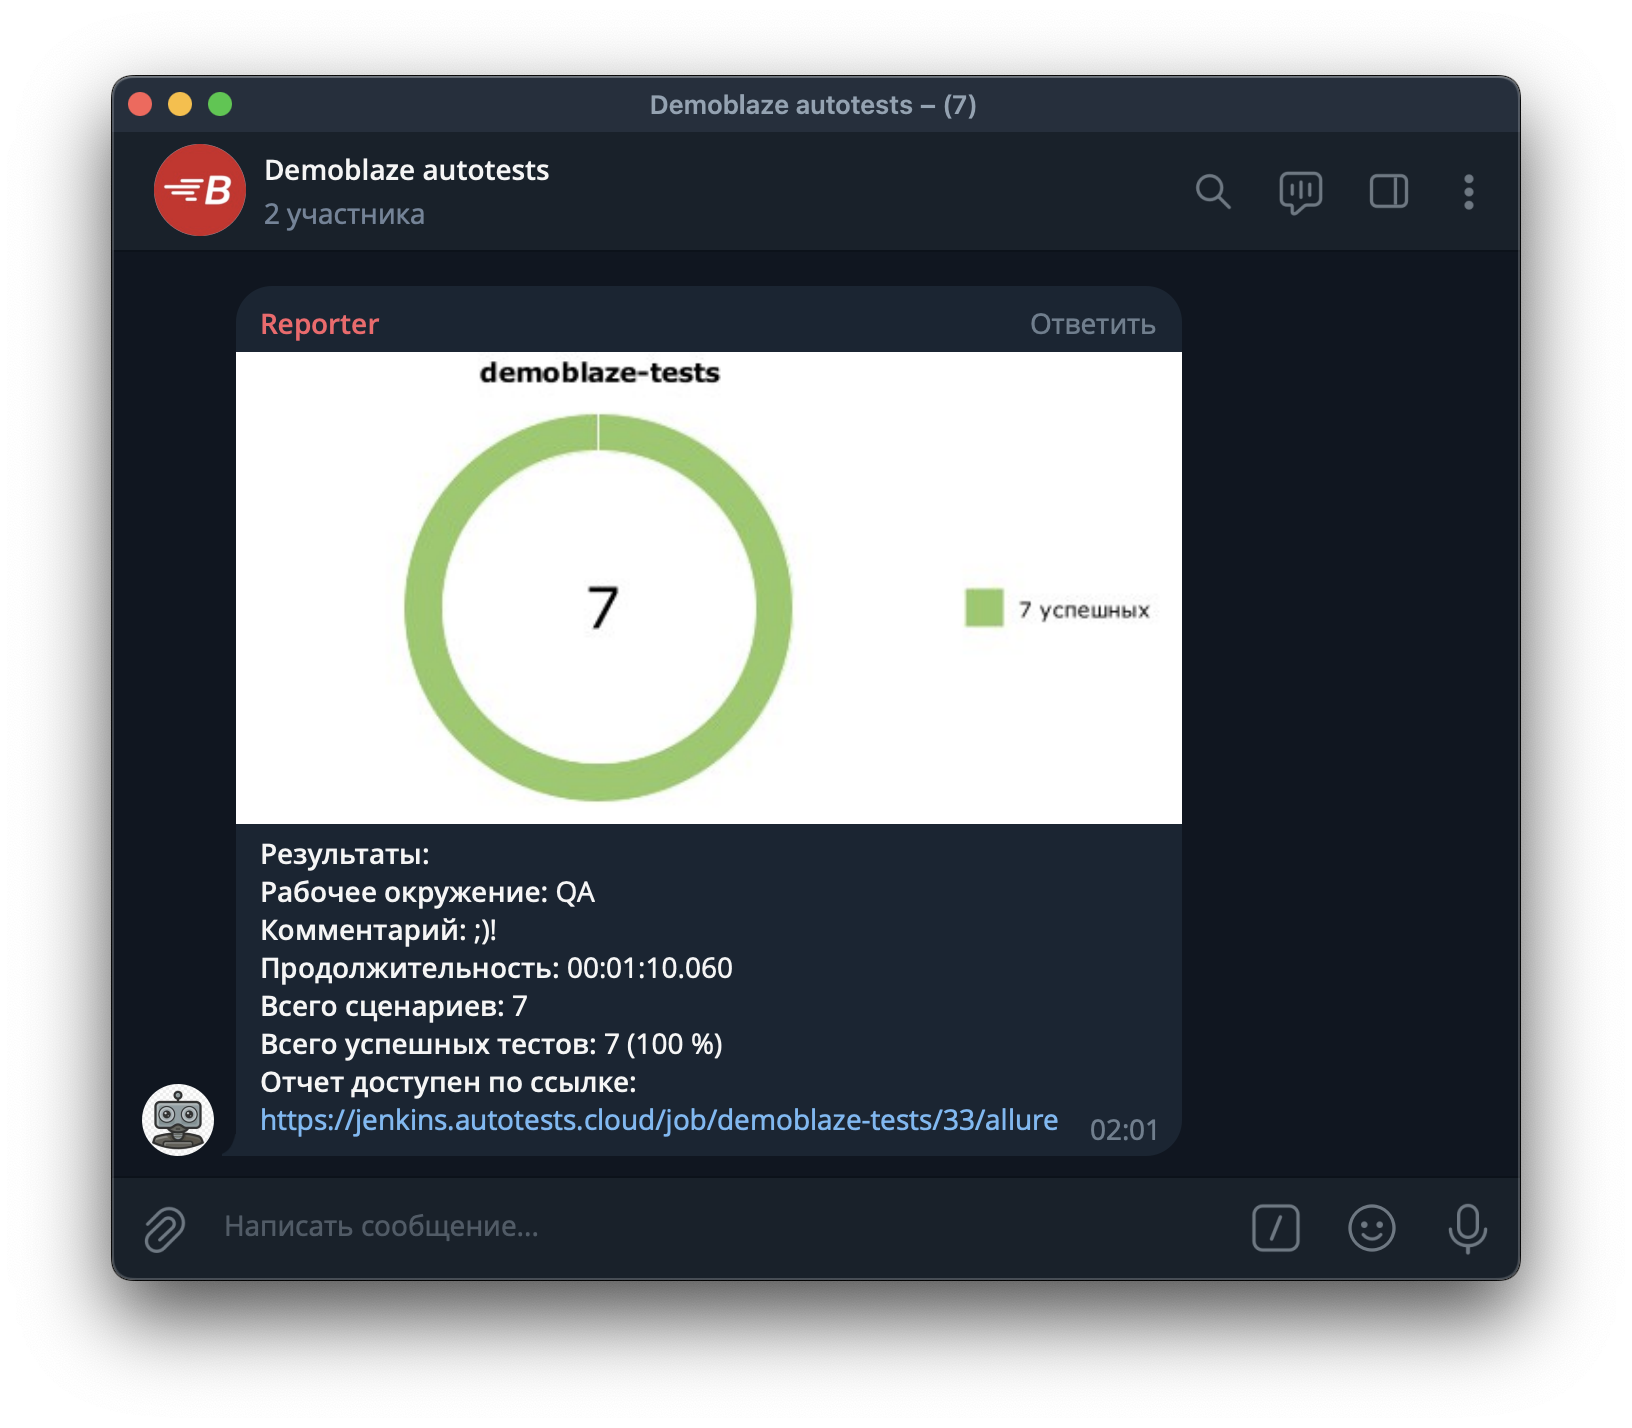 Demoblaze autotests – (7)
B
Demoblaze autotests
2 участника
Reporter
Ответить
demoblaze-tests
7
7 успешных
Результаты:
Рабочее окружение: QA
Комментарий: ;)!
Продолжительность: 00:01:10.060
Всего сценариев: 7
Всего успешных тестов: 7 (100 %)
Отчет доступен по ссылке:
https://jenkins.autotests.cloud/job/demoblaze-tests/33/allure
02:01
Написать сообщение...